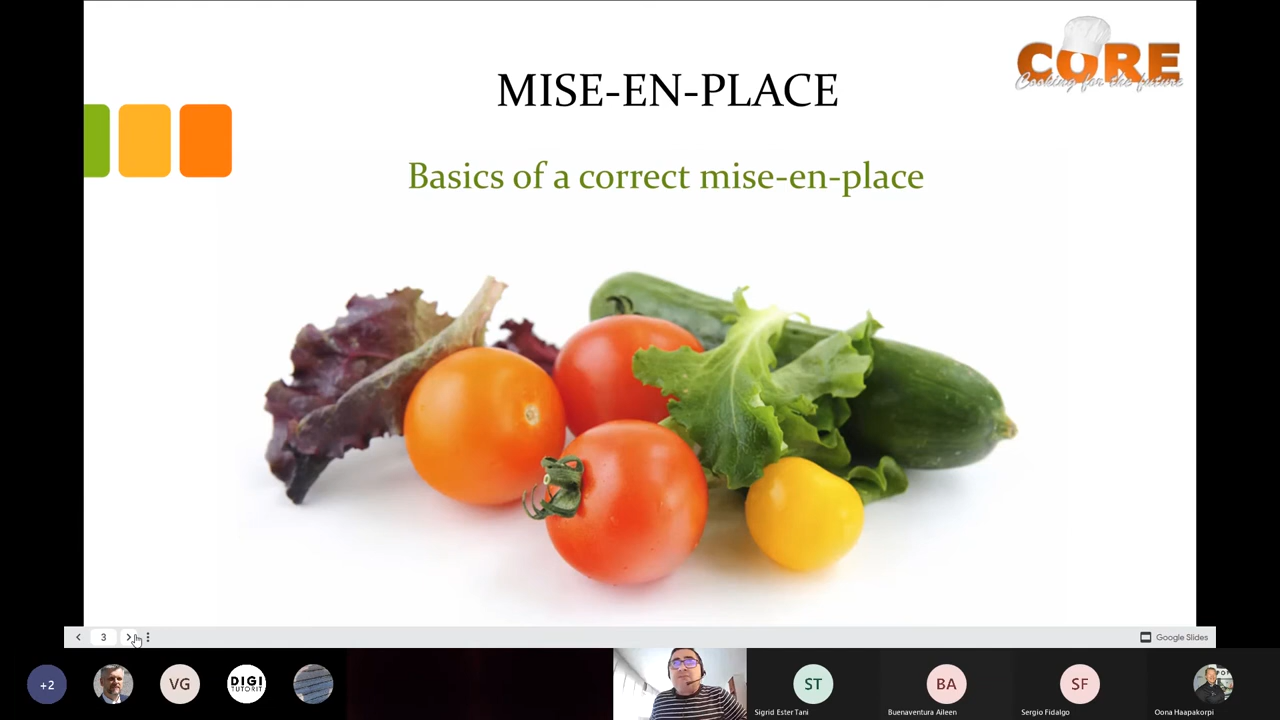 CORE
Cooking for the future
MISE-EN-PLACE
Basics of a correct mise-en-place
3
Google Slides
+2
VG
DIGI
TUTORIT
ST
BA
SF
Sigrid Ester Tani
Buenaventura Aileen
Sergio Fidalgo
Oona Haapakorpi